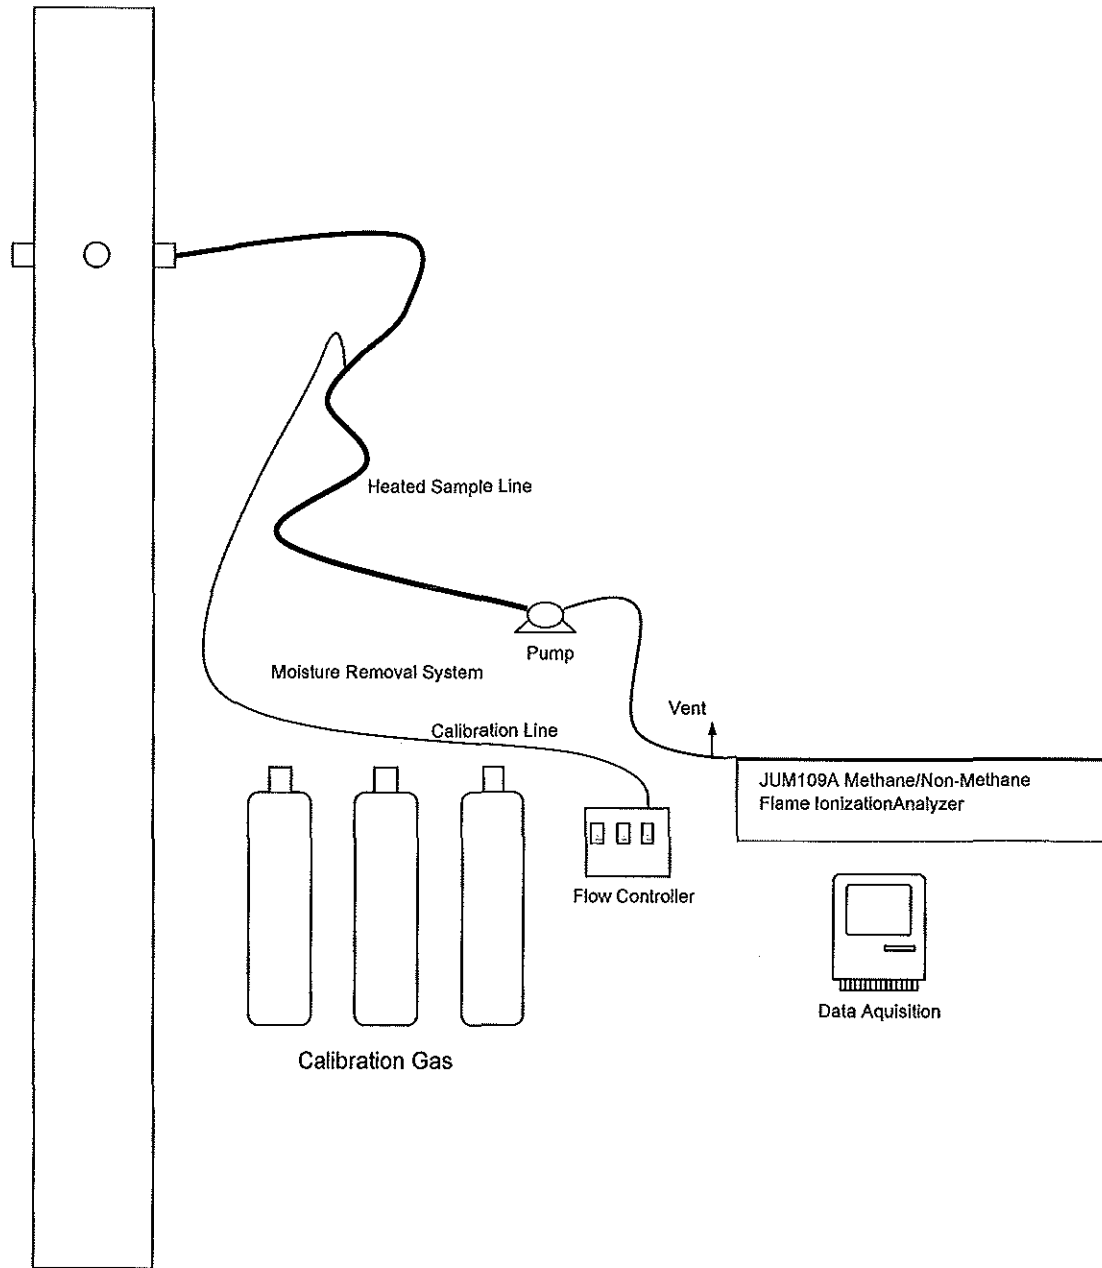 Heated Sample Line
Pump
Moisture Removal System
Vent
Calibration Line
JUM109A Methane/Non-Methane
Flame IonizationAnalyzer
Flow Controller
Data Aquisition
Calibration Gas